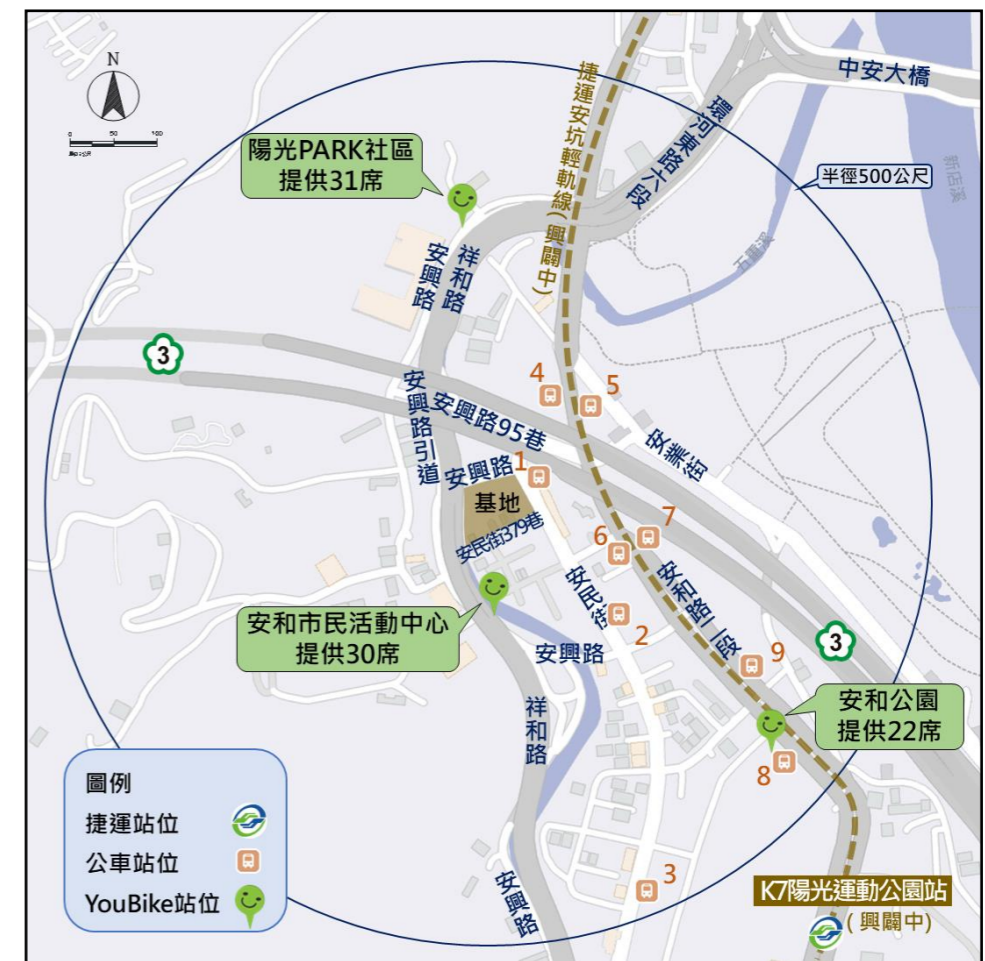 N
0 50 100
中安大橋
捷運安坑輕軌線(興闢中)
環河東路六段
陽光PARK社區
提供31席
半徑500公尺
新店溪
五重溪
安興路
祥和路
3
4
5
安興路引道
安興路95巷
安業街
安興路
1
基地
安民街379巷
7
6
安民街
安和路二段
2
安和市民活動中心
提供30席
安興路
9
3
安和公園
提供22席
祥和路
8
圖例
捷運站位
公車站位
YouBike站位
3
安興路
K7陽光運動公園站
(興闢中)